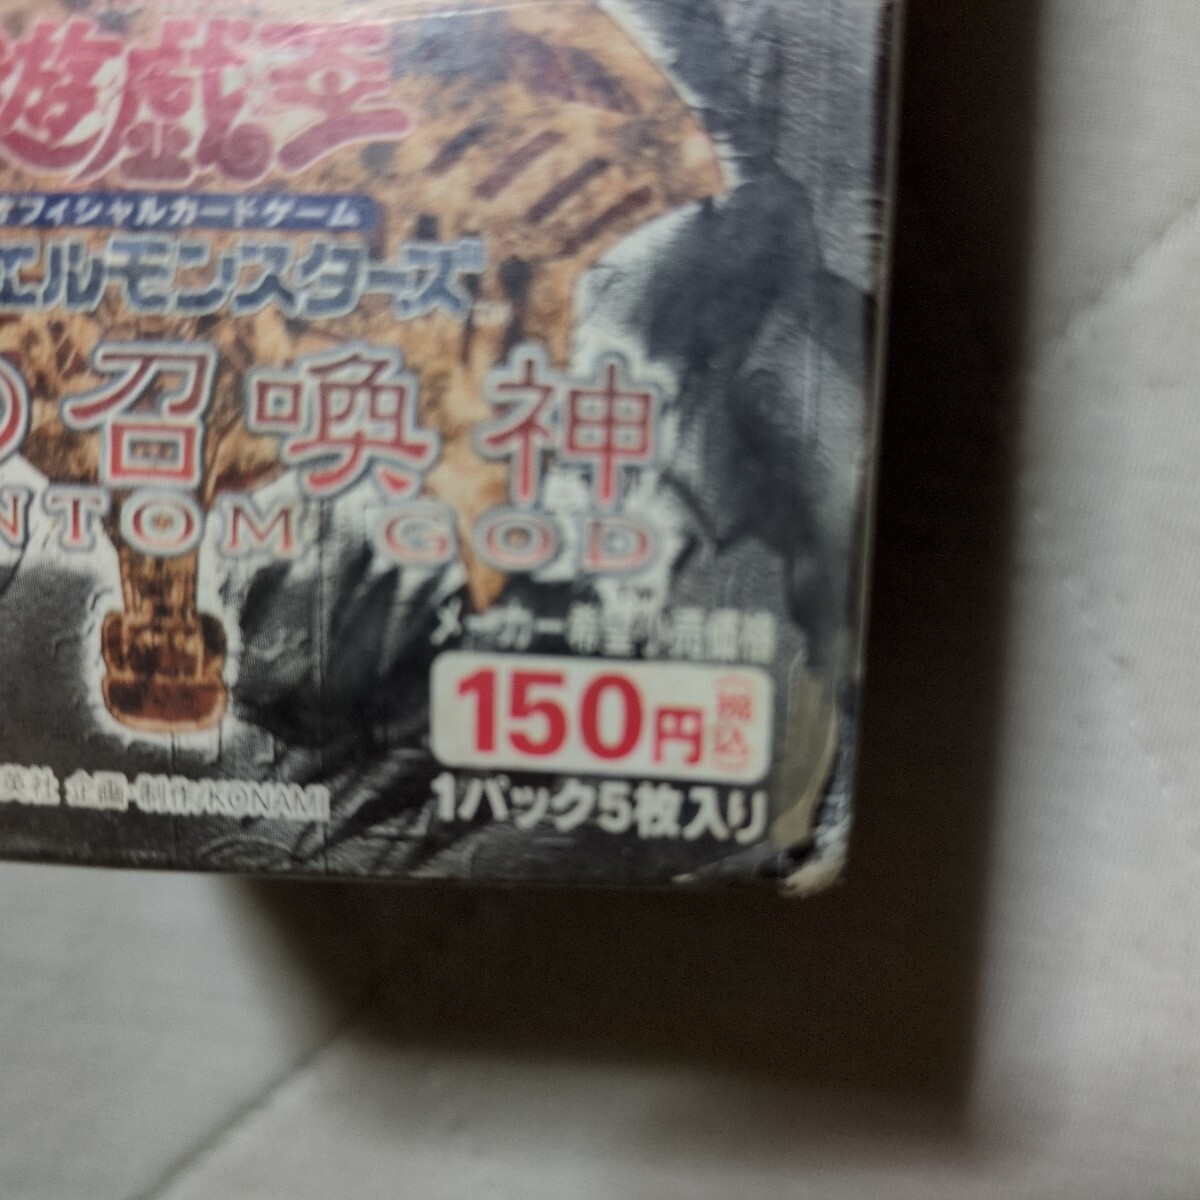 遊戯王
オフィシャルカードゲーム
エルモンスターズ
の召喚神
NTOM GOD
メーカー希望小売価格
150円(税込)
1パック5枚入り
英社 企画・制作/KONAMI